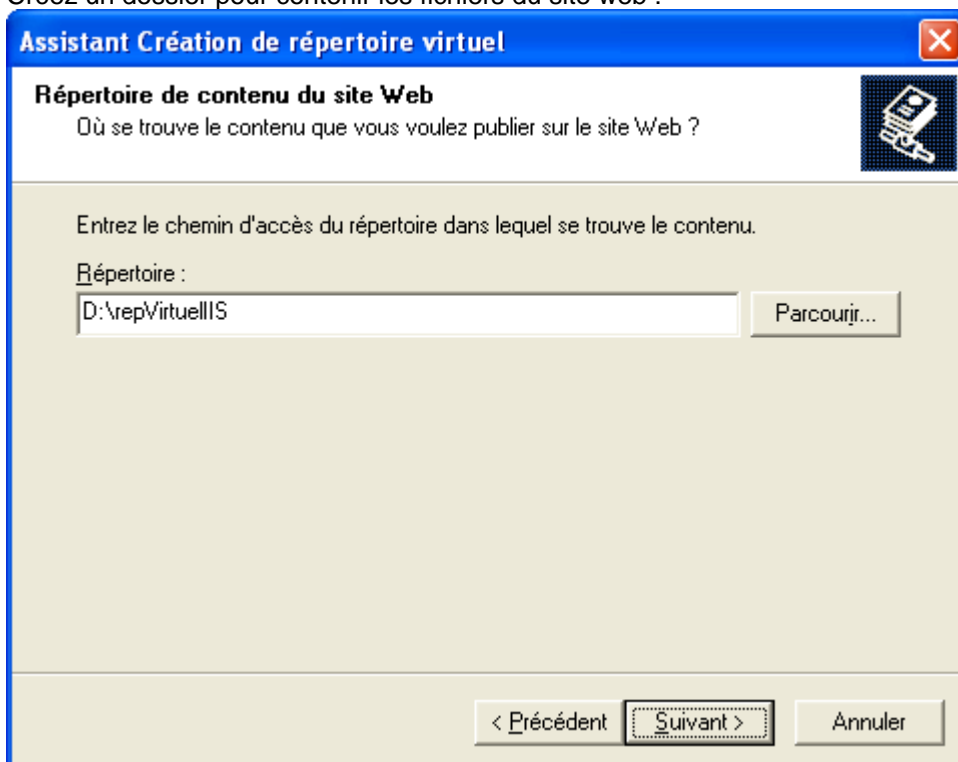 Créez un dossier pour contenir les fichiers du site web :
Assistant Création de répertoire virtuel
Répertoire de contenu du site Web
Où se trouve le contenu que vous voulez publier sur le site Web ?
Entrez le chemin d'accès du répertoire dans lequel se trouve le contenu.
Répertoire :
D:\repVirtuelIIS
Parcourir...
< Précédent
Suivant >
Annuler